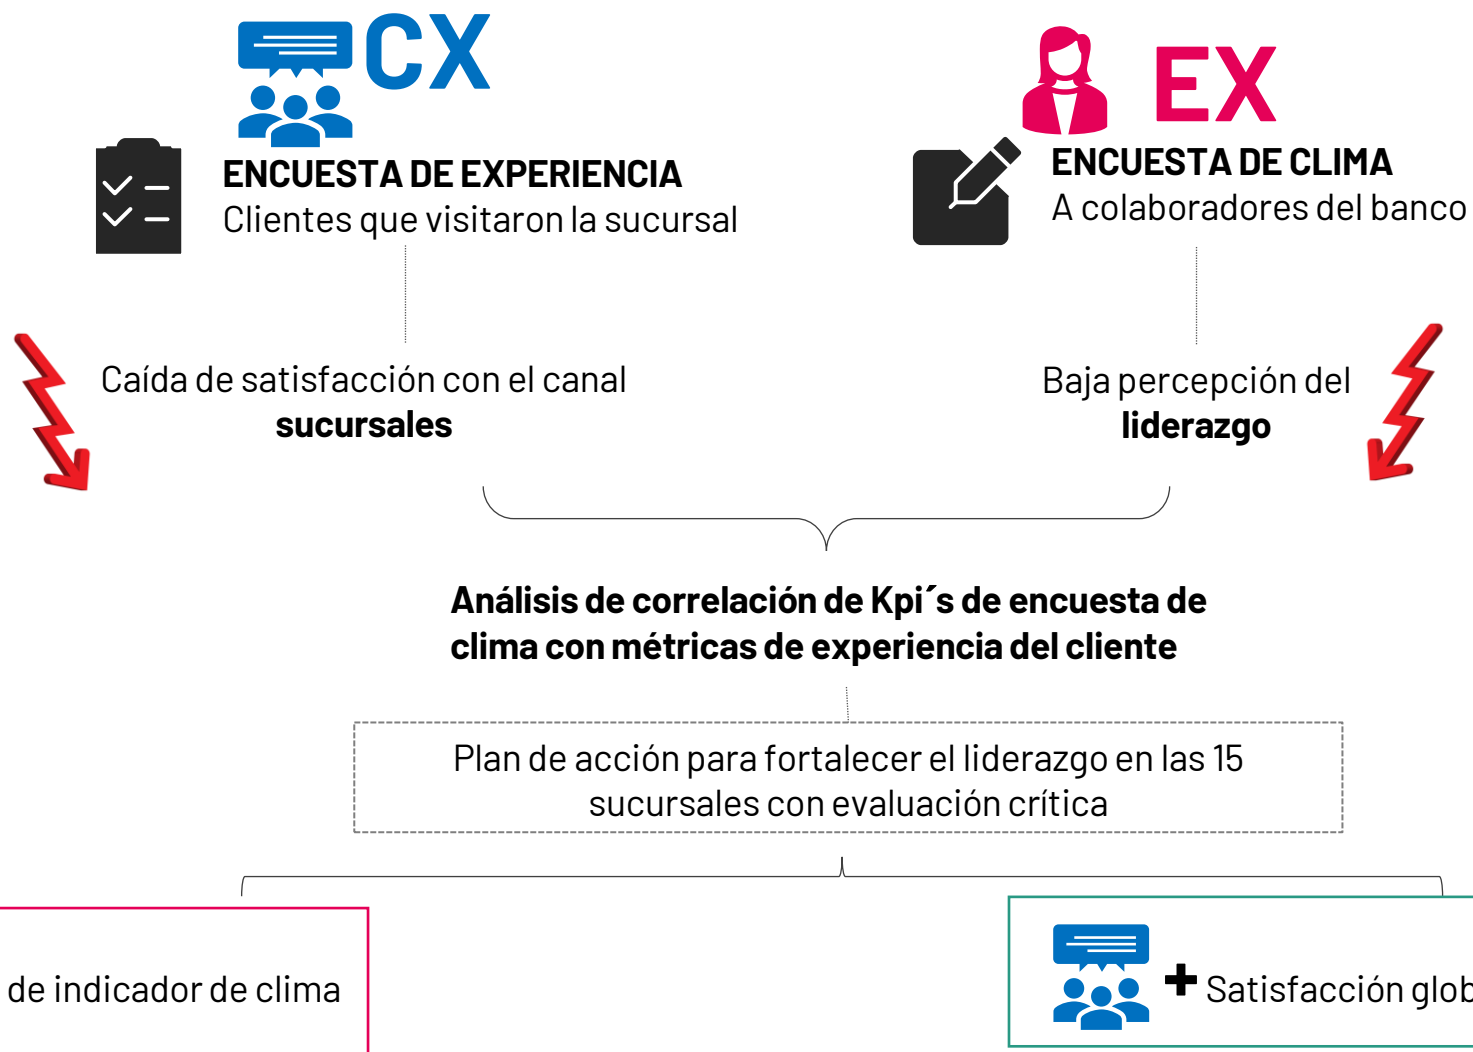 CX
ENCUESTA DE EXPERIENCIA
Clientes que visitaron la sucursal
EX
ENCUESTA DE CLIMA
A colaboradores del banco
Caída de satisfacción con el canal
sucursales
Baja percepción del
liderazgo
Análisis de correlación de Kpi´s de encuesta de
clima con métricas de experiencia del cliente
Plan de acción para fortalecer el liderazgo en las 15
sucursales con evaluación crítica
de indicador de clima
+ Satisfacción glob